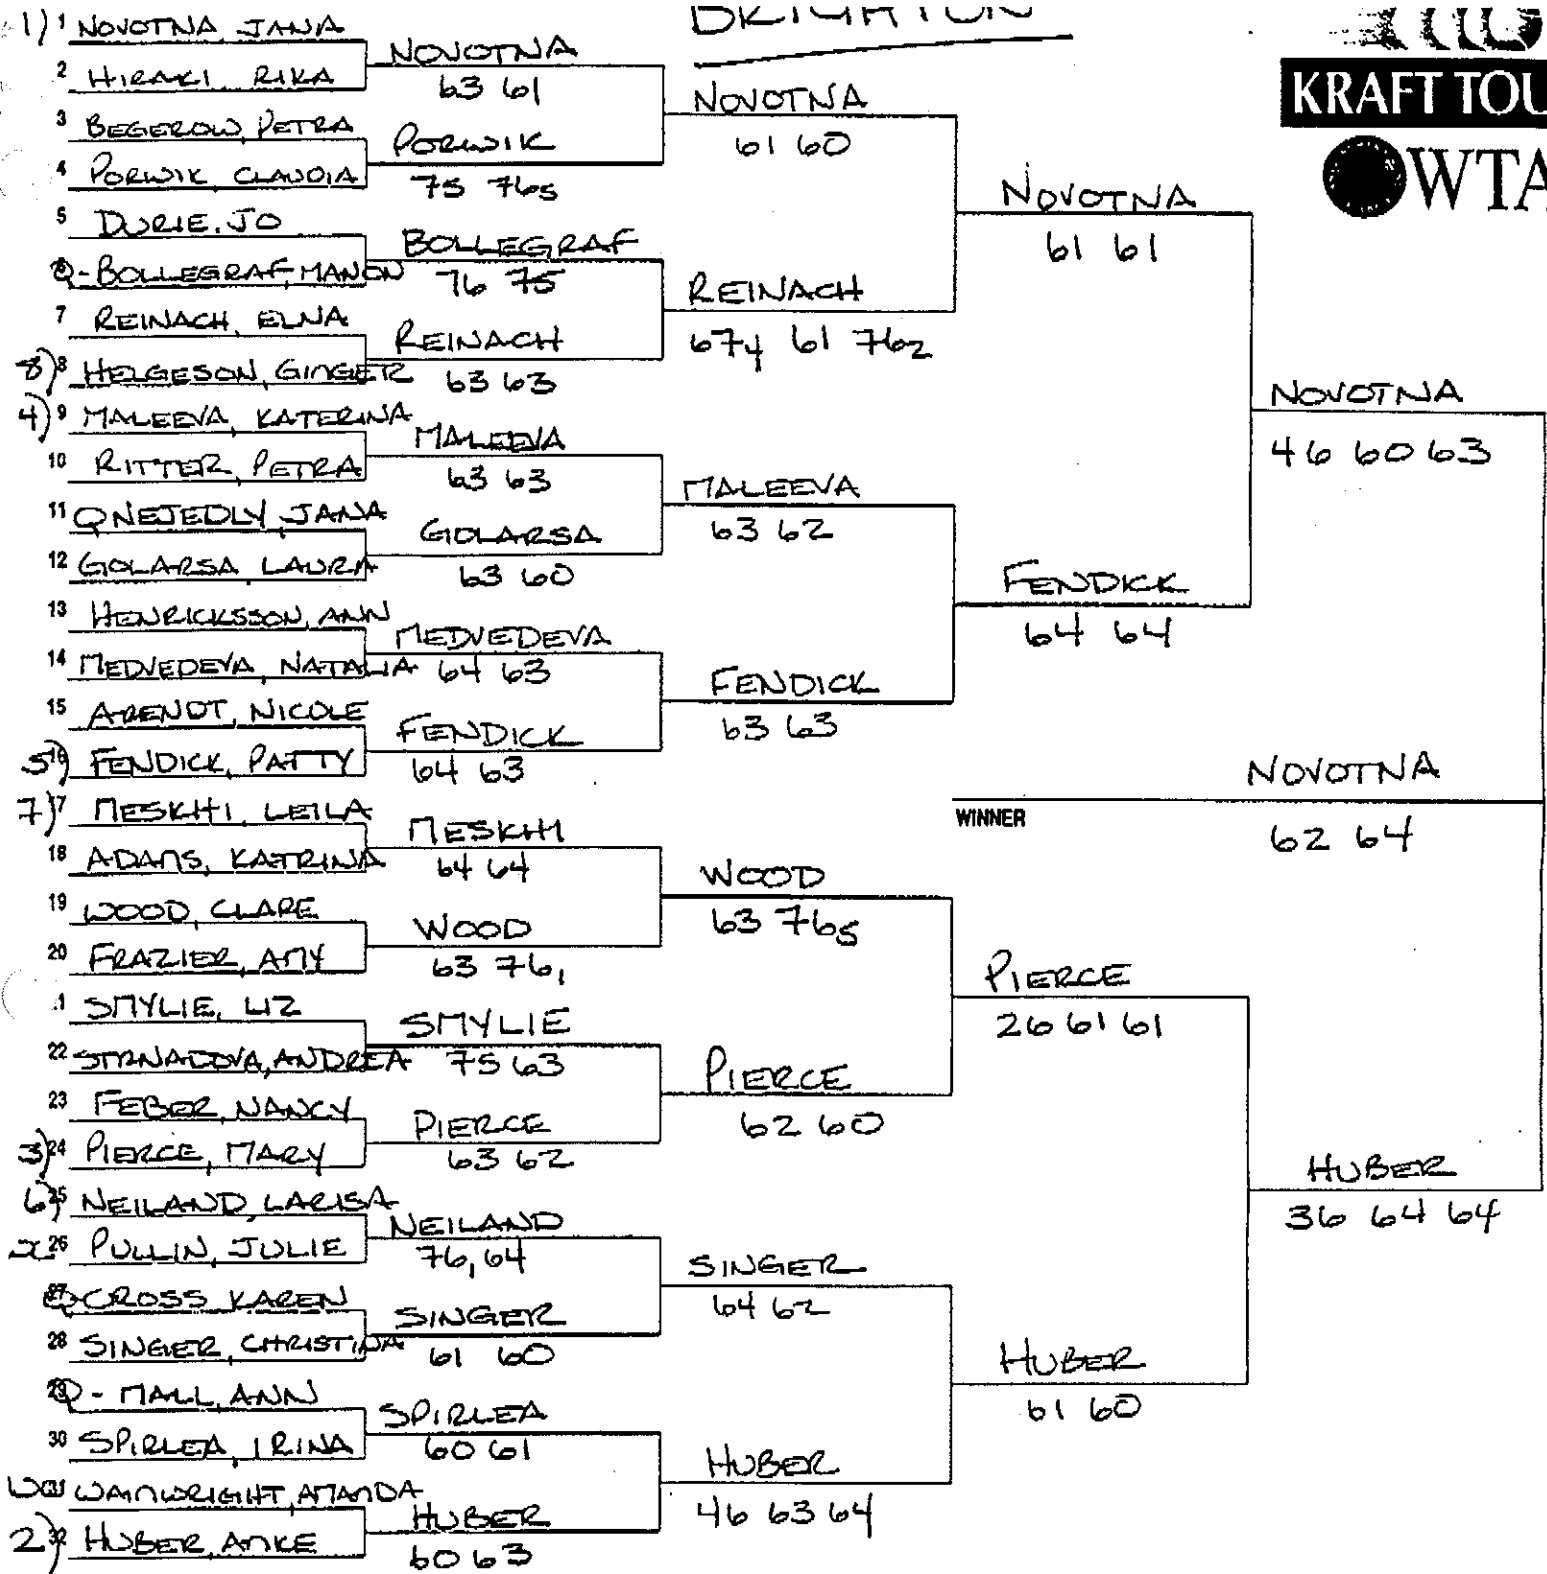 BRIGHTON
KRAFT TOU
WTA
1) 1 NOVOTNA JANA
2 HIRAKI, RIKA
3 BEGEROW, PETRA
4 PORWIK, CLAUDIA
5 DURIE, JO
Q-BOLLEGRAF, MANON
7 REINACH, ELNA
8) 8 HELGESON, GINGER
4) 9 MALEEVA, KATERINA
10 RITTER, PETRA
11 Q NEJEDLY JANA
12 GOLARSA LAURA
13 HENRICKSSON, ANN
14 MEDVEDEVA, NATALIA
15 ARENDT, NICOLE
5) 16 FENDICK, PATTY
7) 17 MESKHI, LEILA
18 ADAMS, KATRINA
19 WOOD, CLARE
20 FRAZIER, AMY
1 SMYLIE, LIZ
22 STRNADOVA, ANDREA
23 FEBER, NANCY
3) 24 PIERCE, MARY
6) 25 NEILAND, LARISA
26 PULLIN, JULIE
Q CROSS KAREN
28 SINGER, CHRISTINA
Q - MALL, ANN
30 SPIRLEA, IRINA
WAINWRIGHT, AMANDA
2) 32 HUBER, ANKE
NOVOTNA
63 61
PORWIK
75 765
BOLLEGRAF
76 75
REINACH
63 63
MALEEVA
63 63
GOLARSA
63 60
MEDVEDEVA
64 63
FENDICK
64 63
MESKHI
64 64
WOOD
63 761
SMYLIE
75 63
PIERCE
63 62
NEILAND
76, 64
SINGER
61 60
SPIRLEA
60 61
HUBER
60 63
NOVOTNA
61 60
REINACH
674 61 762
MALEEVA
63 62
FENDICK
63 63
WOOD
63 765
PIERCE
62 60
SINGER
64 62
HUBER
46 63 64
NOVOTNA
61 61
FENDICK
64 64
PIERCE
26 61 61
HUBER
61 60
NOVOTNA
46 60 63
HUBER
36 64 64
NOVOTNA
WINNER
62 64